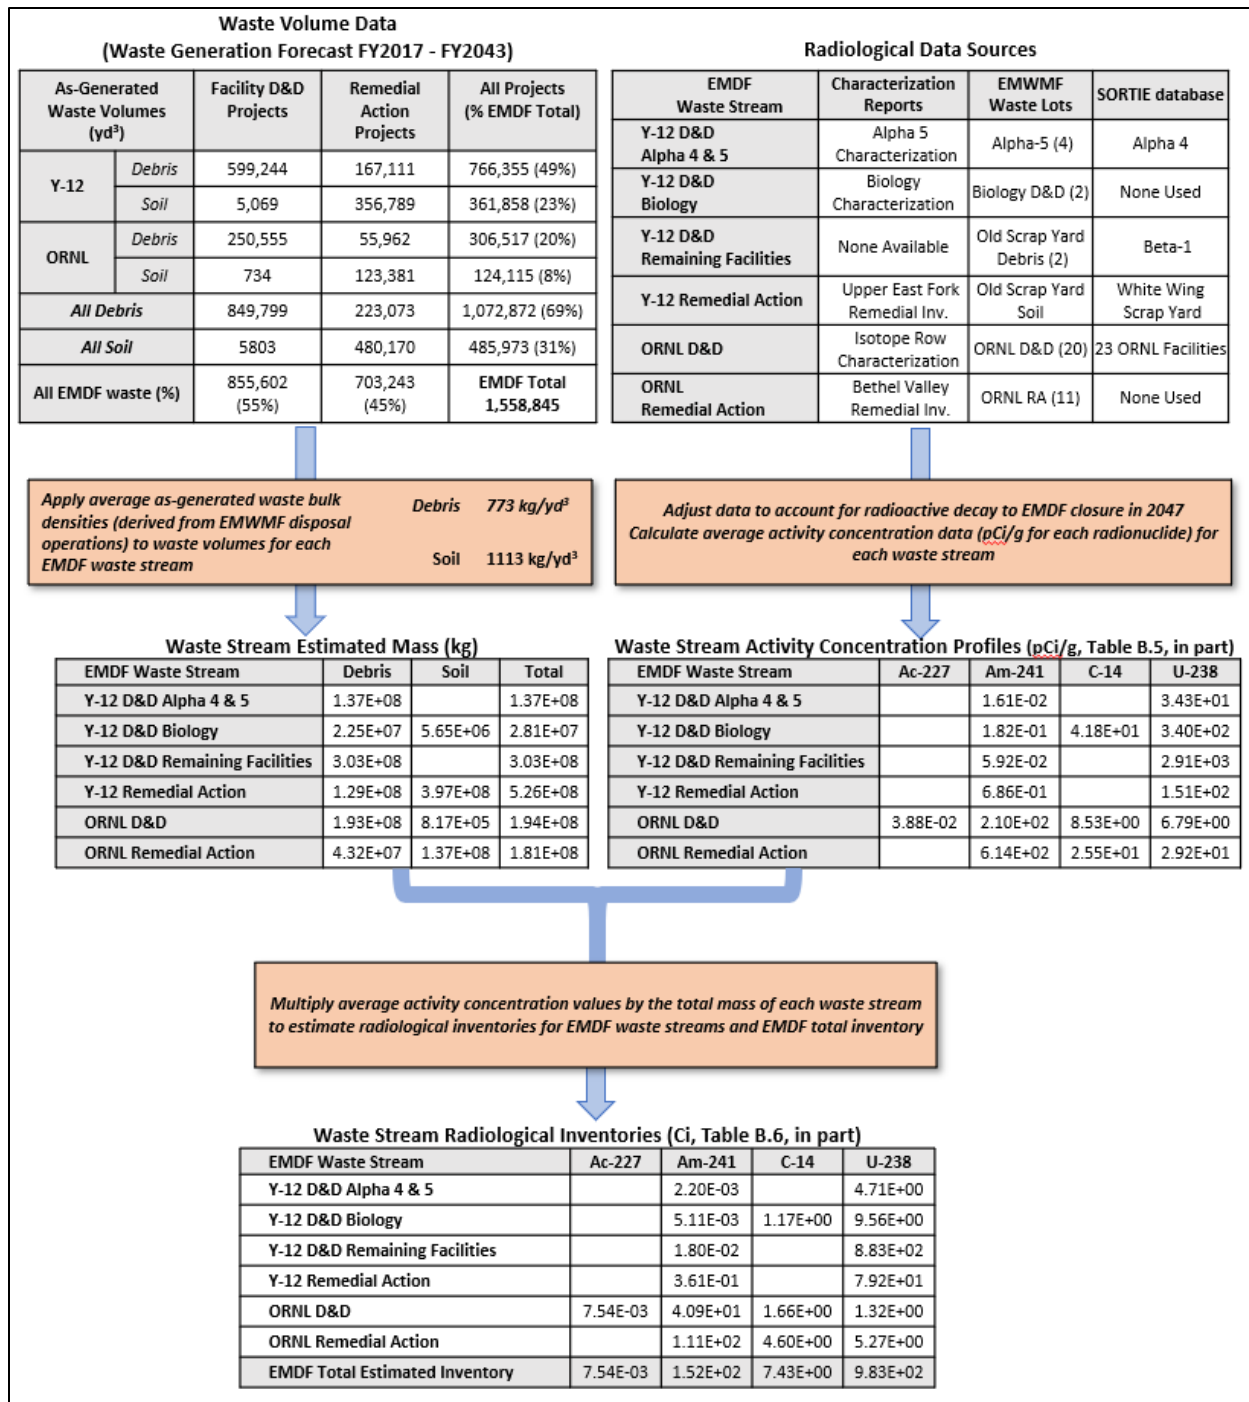 Waste Volume Data
(Waste Generation Forecast FY2017 - FY2043)
As-Generated Waste Volumes (yd³) Facility D&D Projects Remedial Action Projects All Projects (% EMDF Total)
Y-12 Debris 599,244 167,111 766,355 (49%)
Soil 5,069 356,789 361,858 (23%)
ORNL Debris 250,555 55,962 306,517 (20%)
Soil 734 123,381 124,115 (8%)
All Debris 849,799 223,073 1,072,872 (69%)
All Soil 5803 480,170 485,973 (31%)
All EMDF waste (%) 855,602 (55%) 703,243 (45%) EMDF Total 1,558,845
Radiological Data Sources
EMDF Waste Stream Characterization Reports EMWMF Waste Lots SORTIE database
Y-12 D&D Alpha 4 & 5 Alpha 5 Characterization Alpha-5 (4) Alpha 4
Y-12 D&D Biology Biology Characterization Biology D&D (2) None Used
Y-12 D&D Remaining Facilities None Available Old Scrap Yard Debris (2) Beta-1
Y-12 Remedial Action Upper East Fork Remedial Inv. Old Scrap Yard Soil White Wing Scrap Yard
ORNL D&D Isotope Row Characterization ORNL D&D (20) 23 ORNL Facilities
ORNL Remedial Action Bethel Valley Remedial Inv. ORNL RA (11) None Used
Apply average as-generated waste bulk
densities (derived from EMWMF disposal
operations) to waste volumes for each
EMDF waste stream
Debris 773 kg/yd³
Soil 1113 kg/yd³
Adjust data to account for radioactive decay to EMDF closure in 2047
Calculate average activity concentration data (pCi/g for each radionuclide) for
each waste stream
Waste Stream Estimated Mass (kg)
EMDF Waste Stream Debris Soil Total
Y-12 D&D Alpha 4 & 5 1.37E+08 1.37E+08
Y-12 D&D Biology 2.25E+07 5.65E+06 2.81E+07
Y-12 D&D Remaining Facilities 3.03E+08 3.03E+08
Y-12 Remedial Action 1.29E+08 3.97E+08 5.26E+08
ORNL D&D 1.93E+08 8.17E+05 1.94E+08
ORNL Remedial Action 4.32E+07 1.37E+08 1.81E+08
Waste Stream Activity Concentration Profiles (pCi/g, Table B.5, in part)
EMDF Waste Stream Ac-227 Am-241 C-14 U-238
Y-12 D&D Alpha 4 & 5 1.61E-02 3.43E+01
Y-12 D&D Biology 1.82E-01 4.18E+01 3.40E+02
Y-12 D&D Remaining Facilities 5.92E-02 2.91E+03
Y-12 Remedial Action 6.86E-01 1.51E+02
ORNL D&D 3.88E-02 2.10E+02 8.53E+00 6.79E+00
ORNL Remedial Action 6.14E+02 2.55E+01 2.92E+01
Multiply average activity concentration values by the total mass of each waste stream
to estimate radiological inventories for EMDF waste streams and EMDF total inventory
Waste Stream Radiological Inventories (Ci, Table B.6, in part)
EMDF Waste Stream Ac-227 Am-241 C-14 U-238
Y-12 D&D Alpha 4 & 5 2.20E-03 4.71E+00
Y-12 D&D Biology 5.11E-03 1.17E+00 9.56E+00
Y-12 D&D Remaining Facilities 1.80E-02 8.83E+02
Y-12 Remedial Action 3.61E-01 7.92E+01
ORNL D&D 7.54E-03 4.09E+01 1.66E+00 1.32E+00
ORNL Remedial Action 1.11E+02 4.60E+00 5.27E+00
EMDF Total Estimated Inventory 7.54E-03 1.52E+02 7.43E+00 9.83E+02